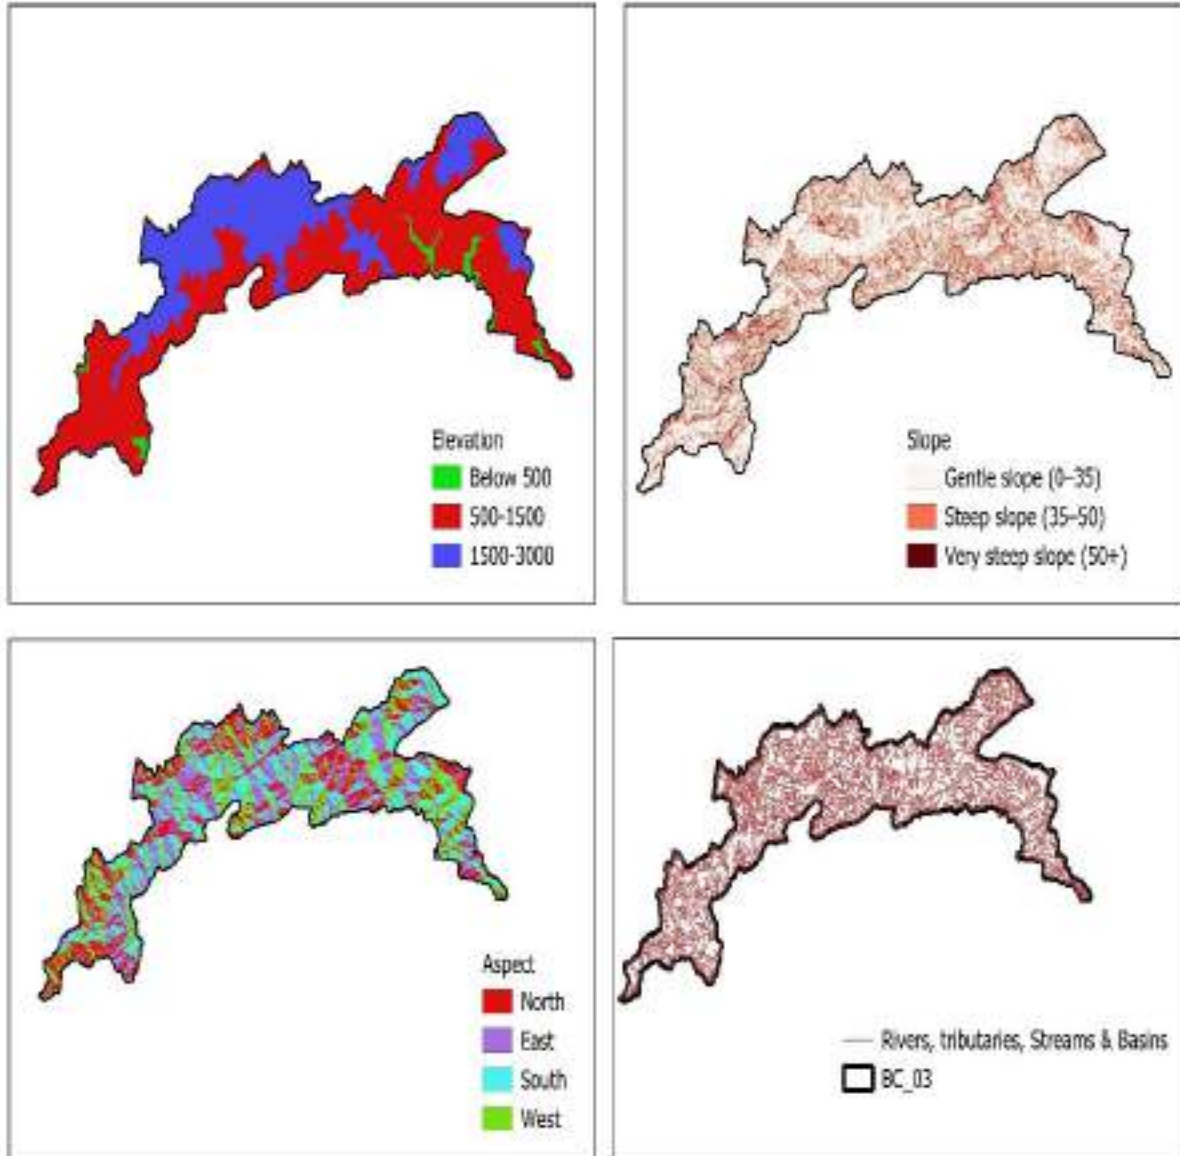 Elevation
Below 500
500-1500
1500-3000
Slope
Gentle slope (0-35)
Steep slope (35-50)
Very steep slope (50+)
Aspect
North
East
South
West
Rivers, tributaries, Streams & Basins
BC_03